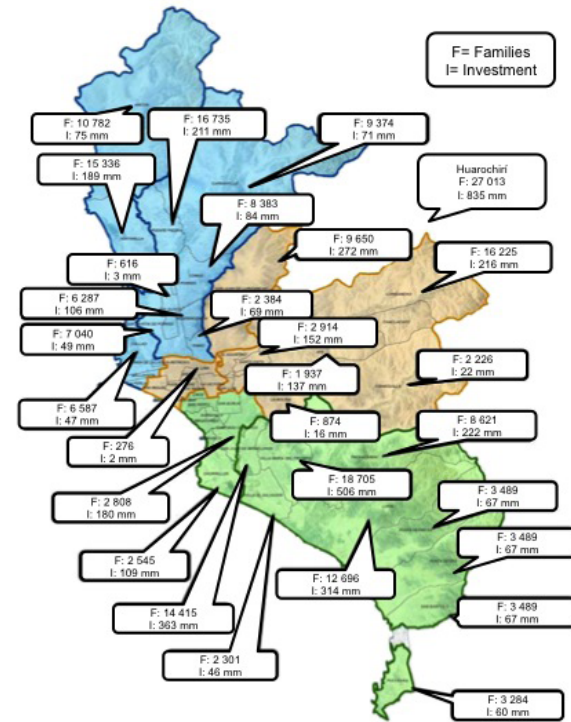 F= Families
I= Investment
F: 10 782
I: 75 mm
F: 16 735
I: 211 mm
F: 9 374
I: 71 mm
F: 15 336
I: 189 mm
Huarochirí
F: 27 013
I: 835 mm
F: 8 383
I: 84 mm
F: 9 650
I: 272 mm
F: 16 225
I: 216 mm
F: 616
I: 3 mm
F: 6 287
I: 106 mm
F: 2 384
I: 69 mm
F: 7 040
I: 49 mm
F: 2 914
I: 152 mm
F: 1 937
I: 137 mm
F: 2 226
I: 22 mm
F: 6 587
I: 47 mm
F: 874
I: 16 mm
F: 8 621
I: 222 mm
F: 276
I: 2 mm
F: 18 705
I: 506 mm
F: 2 808
I: 180 mm
F: 3 489
I: 67 mm
F: 2 545
I: 109 mm
F: 3 489
I: 67 mm
F: 12 696
I: 314 mm
F: 14 415
I: 363 mm
F: 3 489
I: 67 mm
F: 2 301
I: 46 mm
F: 3 284
I: 60 mm